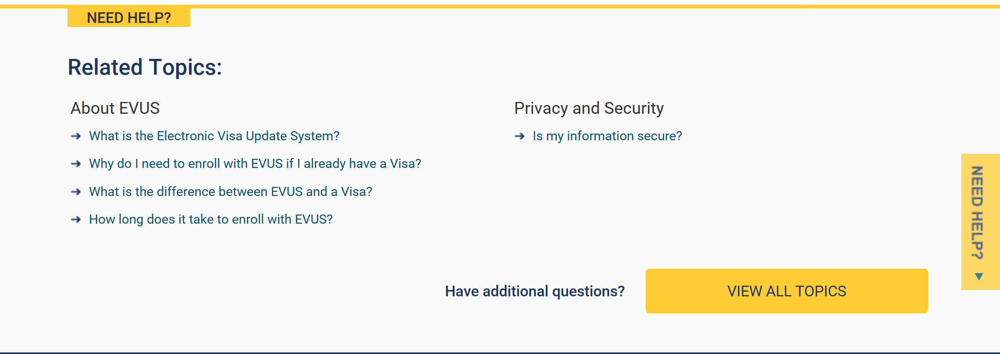 NEED HELP?
Related Topics:
About EVUS
What is the Electronic Visa Update System?
Why do I need to enroll with EVUS if I already have a Visa?
What is the difference between EVUS and a Visa?
How long does it take to enroll with EVUS?
Privacy and Security
Is my information secure?
NEED HELP?
Have additional questions?
VIEW ALL TOPICS